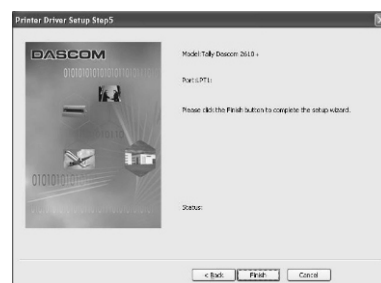 Printer Driver Setup Step5
DASCOM
Model:Tally Dascom 2610 +
Port:LPT1:
Please click the Finish button to complete the setup wizard.
Status:
< Back
Finish
Cancel